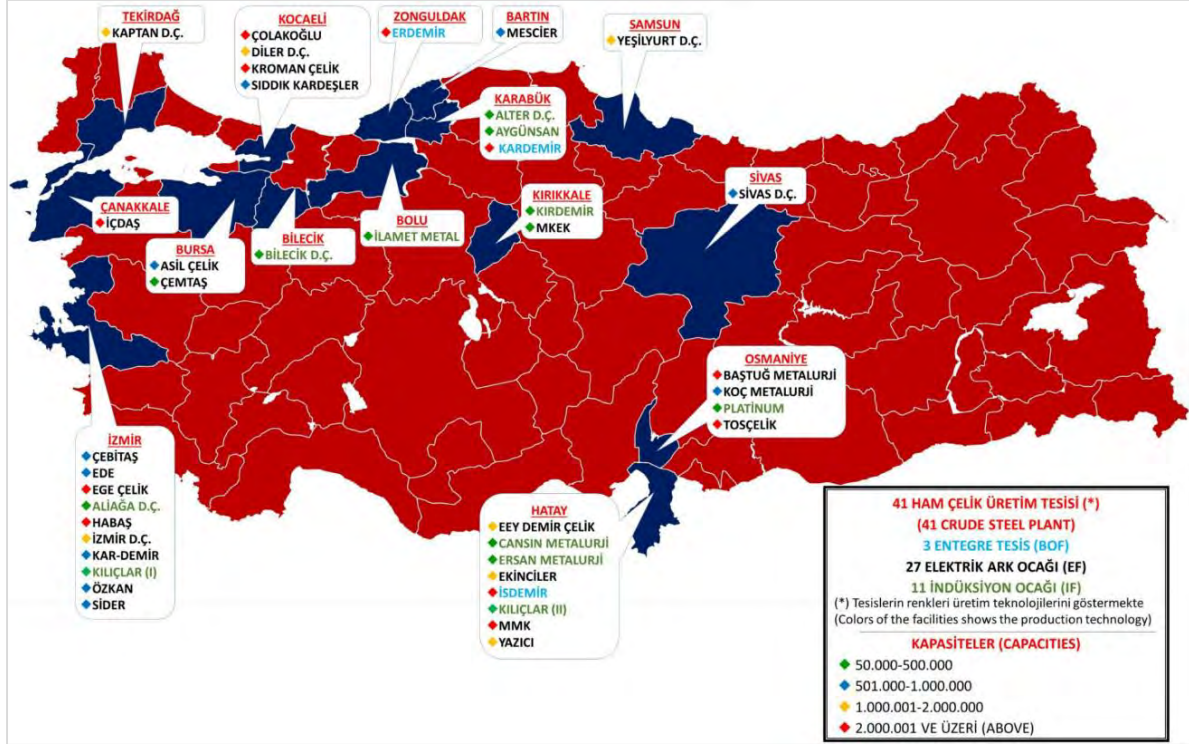 TEKİRDAĞ
KAPTAN D.Ç.
KOCAELİ
ÇOLAKOĞLU
DİLER D.Ç.
KROMAN ÇELİK
SIDDIK KARDEŞLER
ZONGULDAK
ERDEMİR
BARTIN
MESCİER
SAMSUN
YEŞİLYURT D.Ç.
KARABÜK
ALTER D.Ç.
AYGÜNSAN
KARDEMİR
ÇANAKKALE
İÇDAŞ
BURSA
ASİL ÇELİK
ÇEMTAŞ
BİLECİK
BİLECİK D.Ç.
BOLU
İLAMET METAL
KIRIKKALE
KIRDEMİR
MKEK
SİVAS
SİVAS D.Ç.
OSMANİYE
BAŞTUĞ METALURJİ
KOÇ METALURJİ
PLATİNUM
TOSÇELİK
İZMİR
ÇEBİTAŞ
EDE
EGE ÇELİK
ALİAĞA D.Ç.
HABAŞ
İZMİR D.Ç.
KAR-DEMİR
KILIÇLAR (I)
ÖZKAN
SİDER
HATAY
EEY DEMİR ÇELİK
CANSIN METALURJİ
ERSAN METALURJİ
EKİNCİLER
İSDEMİR
KILIÇLAR (II)
MMK
YAZICI
41 HAM ÇELİK ÜRETİM TESİSİ (*)
(41 CRUDE STEEL PLANT)
3 ENTEGRE TESİS (BOF)
27 ELEKTRİK ARK OCAĞI (EF)
11 İNDÜKSİYON OCAĞI (IF)
(*) Tesislerin renkleri üretim teknolojilerini göstermekte
(Colors of the facilities shows the production technology)
KAPASİTELER (CAPACITIES)
50.000-500.000
501.000-1.000.000
1.000.001-2.000.000
2.000.001 VE ÜZERİ (ABOVE)